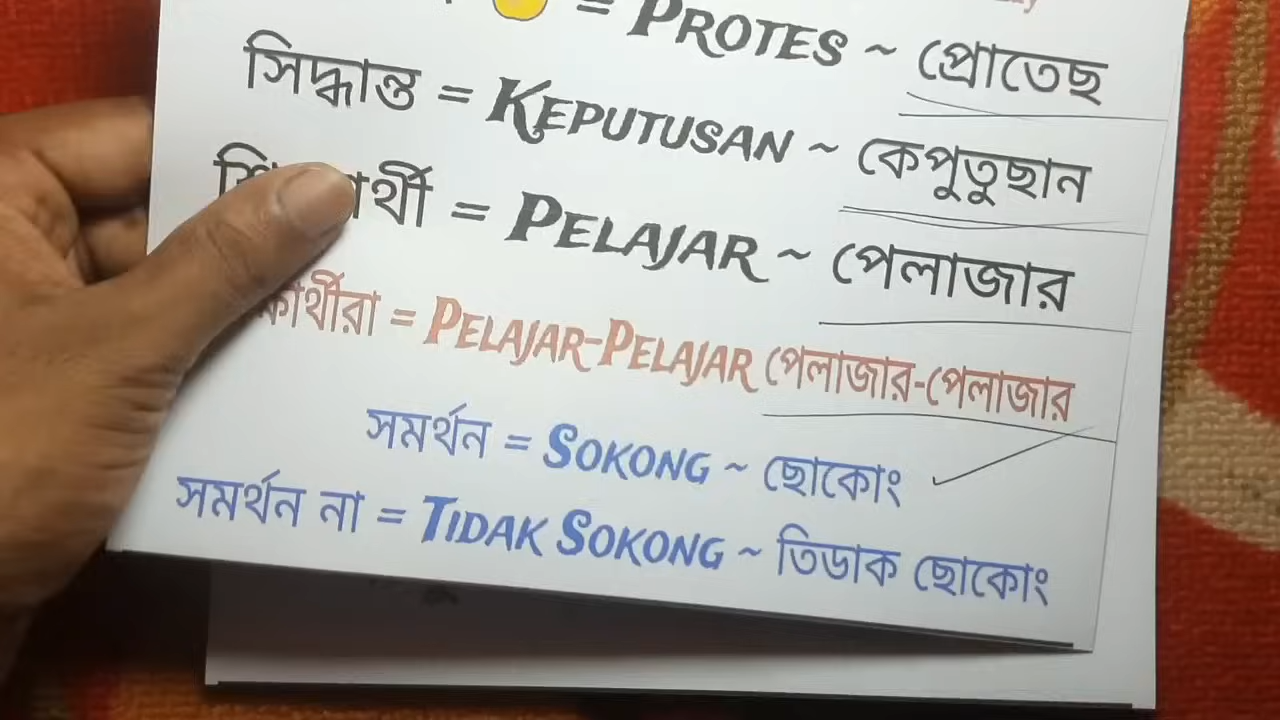 = PROTES ~ প্রোতেছ
সিদ্ধান্ত = KEPUTUSAN ~ কেপুতুছান
= PELAJAR ~ পেলাজার
= PELAJAR-PELAJAR পেলাজার-পেলাজার
সমর্থন = SOKONG ~ ছোকোং
সমর্থন না = TIDAK SOKONG ~ তিডাক ছোকোং